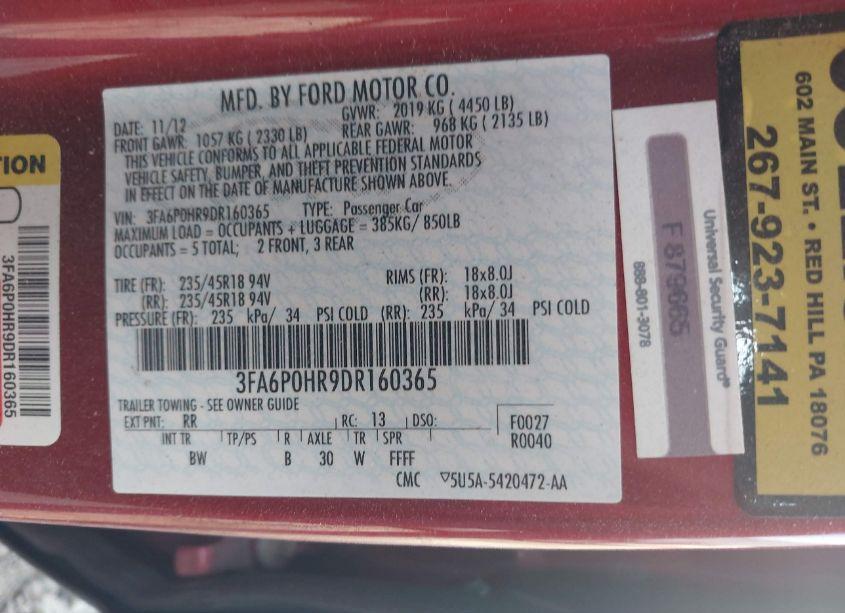 MFD. BY FORD MOTOR CO.
DATE: 11/12
GVWR: 2019 KG ( 4450 LB)
FRONT GAWR: 1057 KG ( 2330 LB)
REAR GAWR: 968 KG ( 2135 LB)
THIS VEHICLE CONFORMS TO ALL APPLICABLE FEDERAL MOTOR
VEHICLE SAFETY, BUMPER, AND THEFT PREVENTION STANDARDS
IN EFFECT ON THE DATE OF MANUFACTURE SHOWN ABOVE.
VIN: 3FA6P0HR9DR160365 TYPE: Passenger Car
MAXIMUM LOAD = OCCUPANTS + LUGGAGE = 385KG/ 850LB
OCCUPANTS = 5 TOTAL; 2 FRONT, 3 REAR
TIRE (FR): 235/45R18 94V RIMS (FR): 18x8.0J
(RR): 235/45R18 94V (RR): 18x8.0J
PRESSURE (FR): 235 kPa/ 34 PSI COLD (RR): 235 kPa/ 34 PSI COLD
3FA6P0HR9DR160365
TRAILER TOWING - SEE OWNER GUIDE
EXT PNT: RR RC: 13 DSO:
F0027
R0040
INT TR TP/PS R AXLE TR SPR
BW B 30 W FFFF
CMC ▽5U5A-5420472-AA
TION
3FA6P0HR9DR160365
Universal Security Guard®
F 879665
888-801-3078
602 MAIN ST. • RED HILL PA 18076
267-923-7141